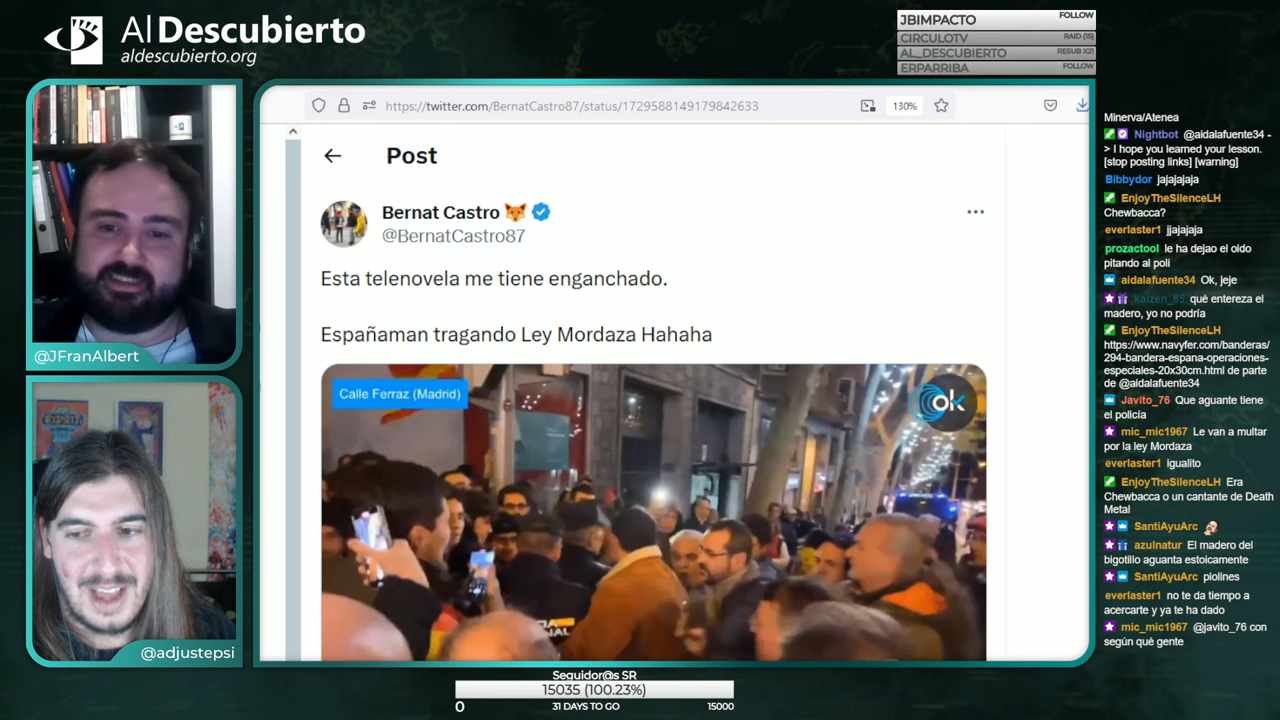 Al Descubierto
aldescubierto.org
JBIMPACTO FOLLOW
CIRCULOTV RAID (15)
AL_DESCUBIERTO RESUB X21
ERPARRIBA FOLLOW
https://twitter.com/BernatCastro87/status/1729588149179842633
130%
Post
Bernat Castro
@BernatCastro87
Esta telenovela me tiene enganchado.
Españaman tragando Ley Mordaza Hahaha
Calle Ferraz (Madrid)
ok
@JFranAlbert
@adjustepsi
Minerva/Atenea
Nightbot @aidalafuente34 -
> I hope you learned your lesson.
[stop posting links] [warning]
Bibbydor jajajajaja
EnjoyTheSilenceLH
Chewbacca?
everlaster1 jjajajaja
prozactool le ha dejao el oido
pitando al poli
aidalafuente34 Ok, jeje
kaizen_65 qué entereza el
madero, yo no podría
EnjoyTheSilenceLH
https://www.navyfer.com/banderas/
294-bandera-espana-operaciones-
especiales-20x30cm.html de parte
de @aidalafuente34
Javito_76 Que aguante tiene
el policía
mic_mic1967 Le van a multar
por la ley Mordaza
everlaster1 Igualito
EnjoyTheSilenceLH Era
Chewbacca o un cantante de Death
Metal
SantiAyuArc
azulnatur El madero del
bigotillo aguanta estoicamente
SantiAyuArc piolines
everlaster1 no te da tiempo a
acercarte y ya te ha dado
mic_mic1967 @javito_76 con
según qué gente
Seguidor@s SR
15035 (100.23%)
0 31 DAYS TO GO 15000